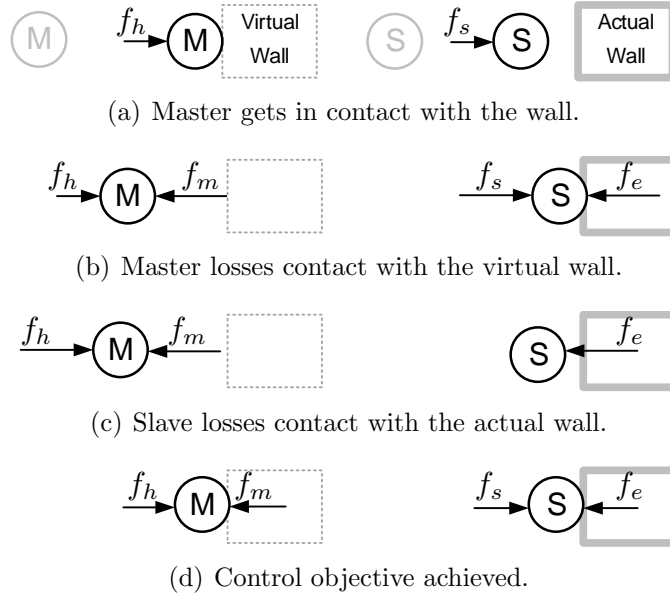 M f_h M Virtual Wall S f_s S Actual Wall
(a) Master gets in contact with the wall.
f_h M f_m f_s S f_e
(b) Master losses contact with the virtual wall.
f_h M f_m S f_e
(c) Slave losses contact with the actual wall.
f_h M f_m f_s S f_e
(d) Control objective achieved.